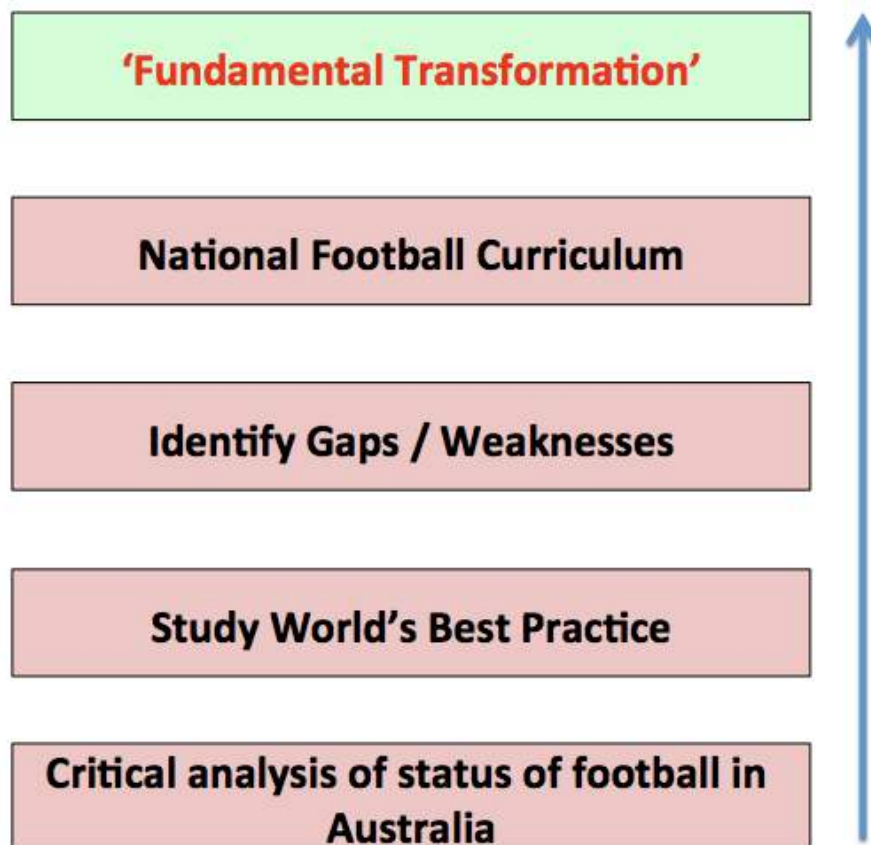 ‘Fundamental Transformation’
National Football Curriculum
Identify Gaps / Weaknesses
Study World’s Best Practice
Critical analysis of status of football in
Australia